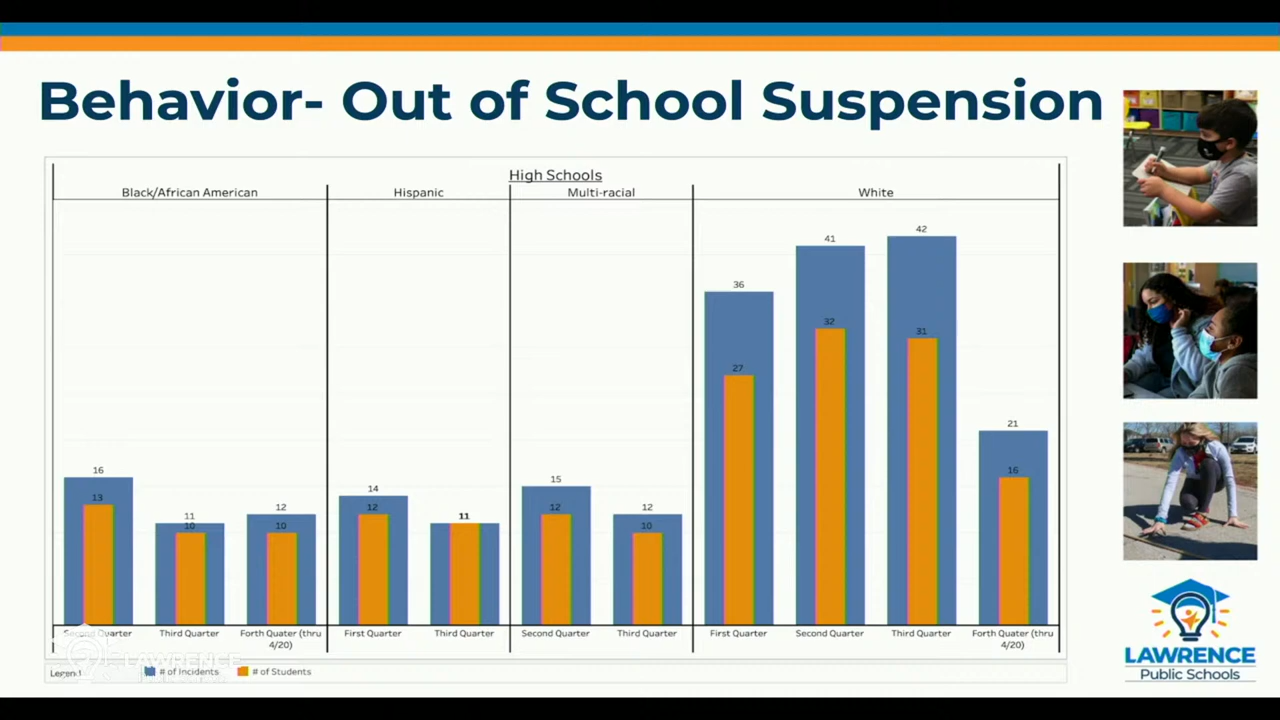 Behavior- Out of School Suspension
High Schools
Black/African American Hispanic Multi-racial White
42
41
36
32
31
27
21
16 16
15
14
13
12 12 12 12 12
11 11
10 10 10
Second Quarter Third Quarter Forth Quater (thru 4/20) First Quarter Third Quarter Second Quarter Third Quarter First Quarter Second Quarter Third Quarter Forth Quater (thru 4/20)
Legend # of Incidents # of Students
LAWRENCE
LAWRENCE
Public Schools